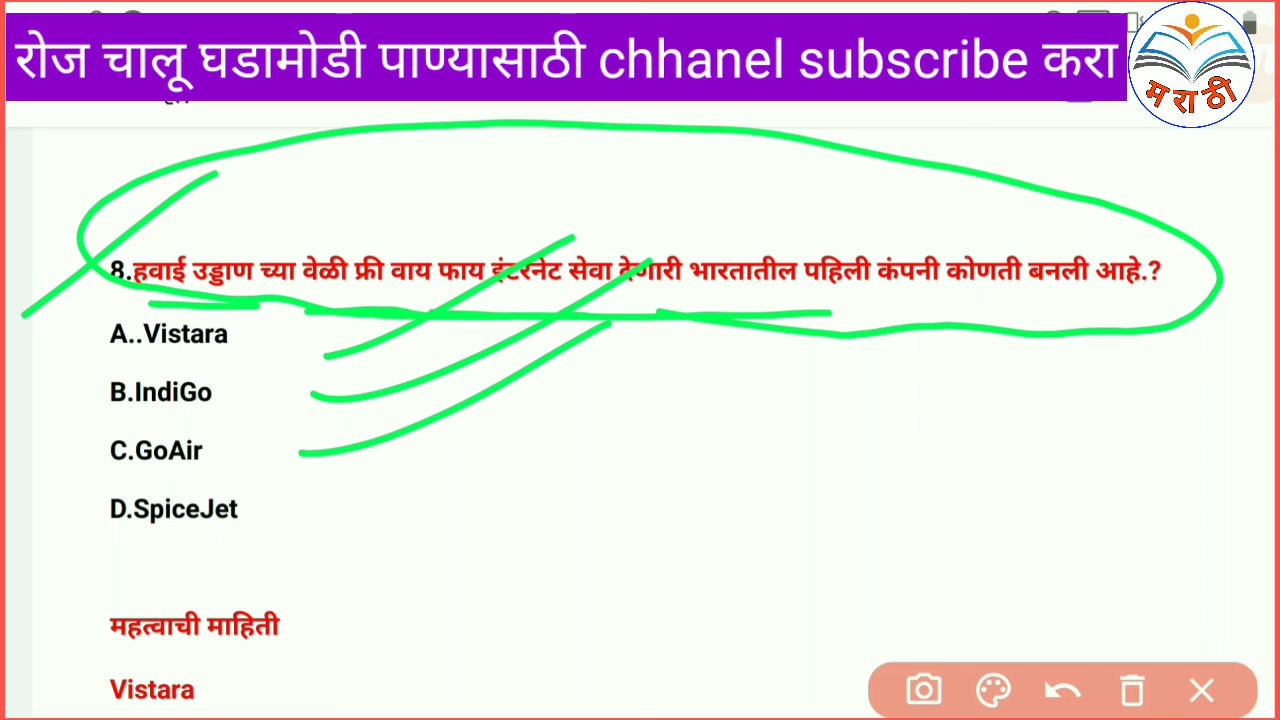 रोज चालू घडामोडी पाण्यासाठी chhanel subscribe करा
मराठी
8.हवाई उड्डाण च्या वेळी फ्री वाय फाय इंटरनेट सेवा देणारी भारतातील पहिली कंपनी कोणती बनली आहे.?
A..Vistara
B.IndiGo
C.GoAir
D.SpiceJet
महत्वाची माहिती
Vistara